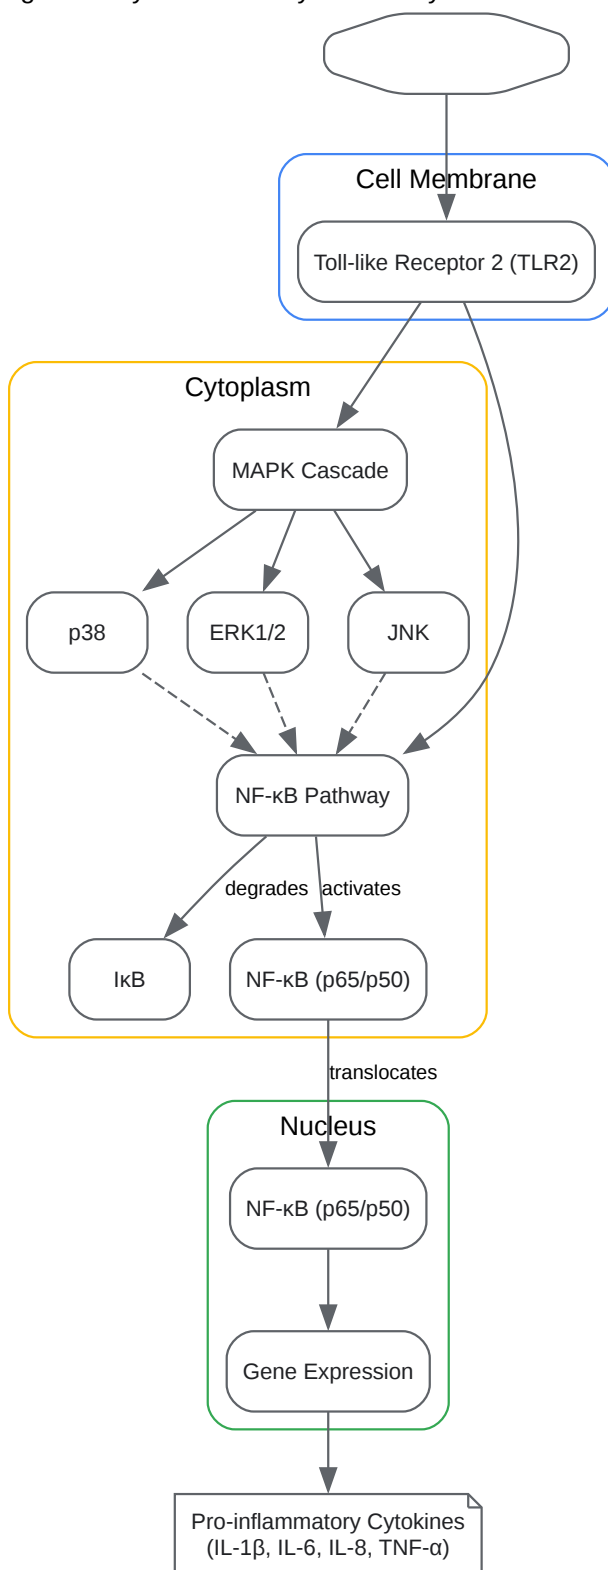 Cell Membrane
Toll-like Receptor 2 (TLR2)
Cytoplasm
MAPK Cascade
p38
ERK1/2
JNK
NF-κB Pathway
degrades
activates
IκB
NF-κB (p65/p50)
translocates
Nucleus
NF-κB (p65/p50)
Gene Expression
Pro-inflammatory Cytokines
(IL-1β, IL-6, IL-8, TNF-α)